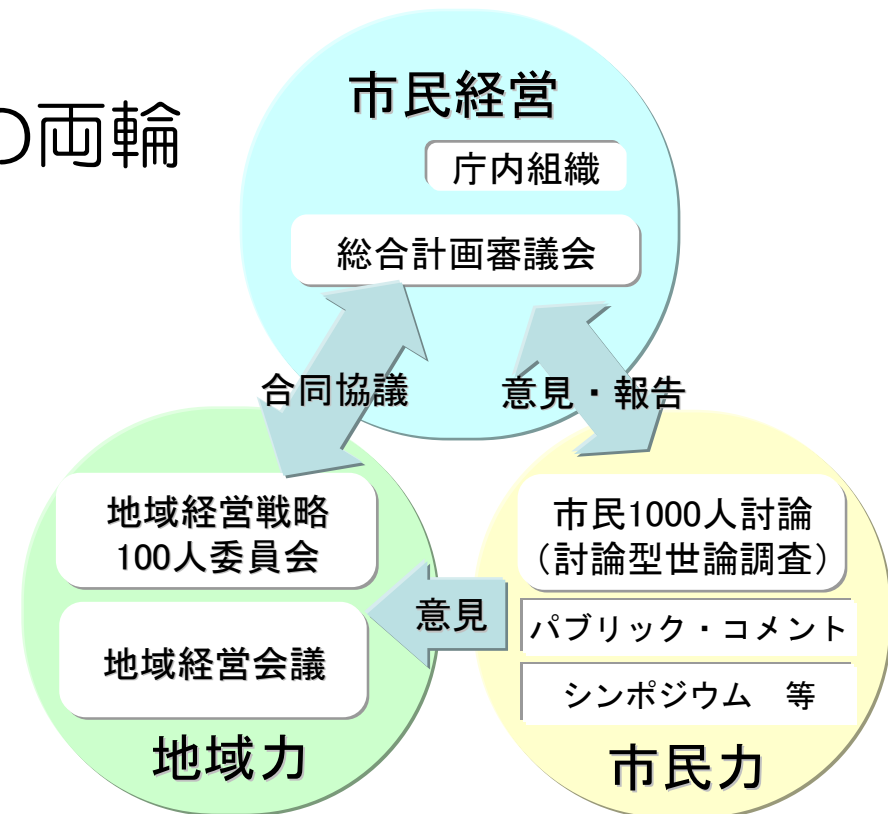 の両輪
市民経営
庁内組織
総合計画審議会
合同協議
意見・報告
地域経営戦略
100人委員会
市民1000人討論
（討論型世論調査）
意見
パブリック・コメント
地域経営会議
シンポジウム　等
地域力
市民力